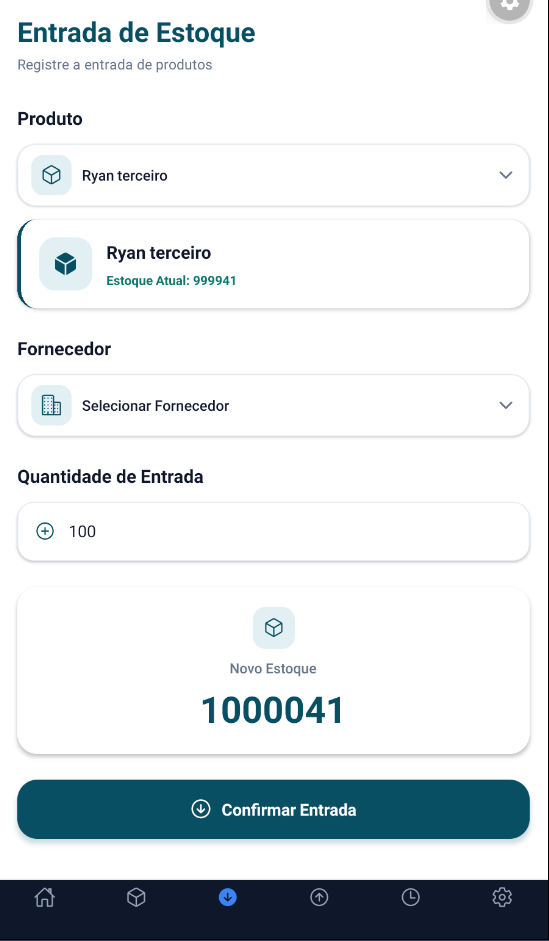 Entrada de Estoque
Registre a entrada de produtos
Produto
Ryan terceiro
Ryan terceiro
Estoque Atual: 999941
Fornecedor
Selecionar Fornecedor
Quantidade de Entrada
100
Novo Estoque
1000041
Confirmar Entrada